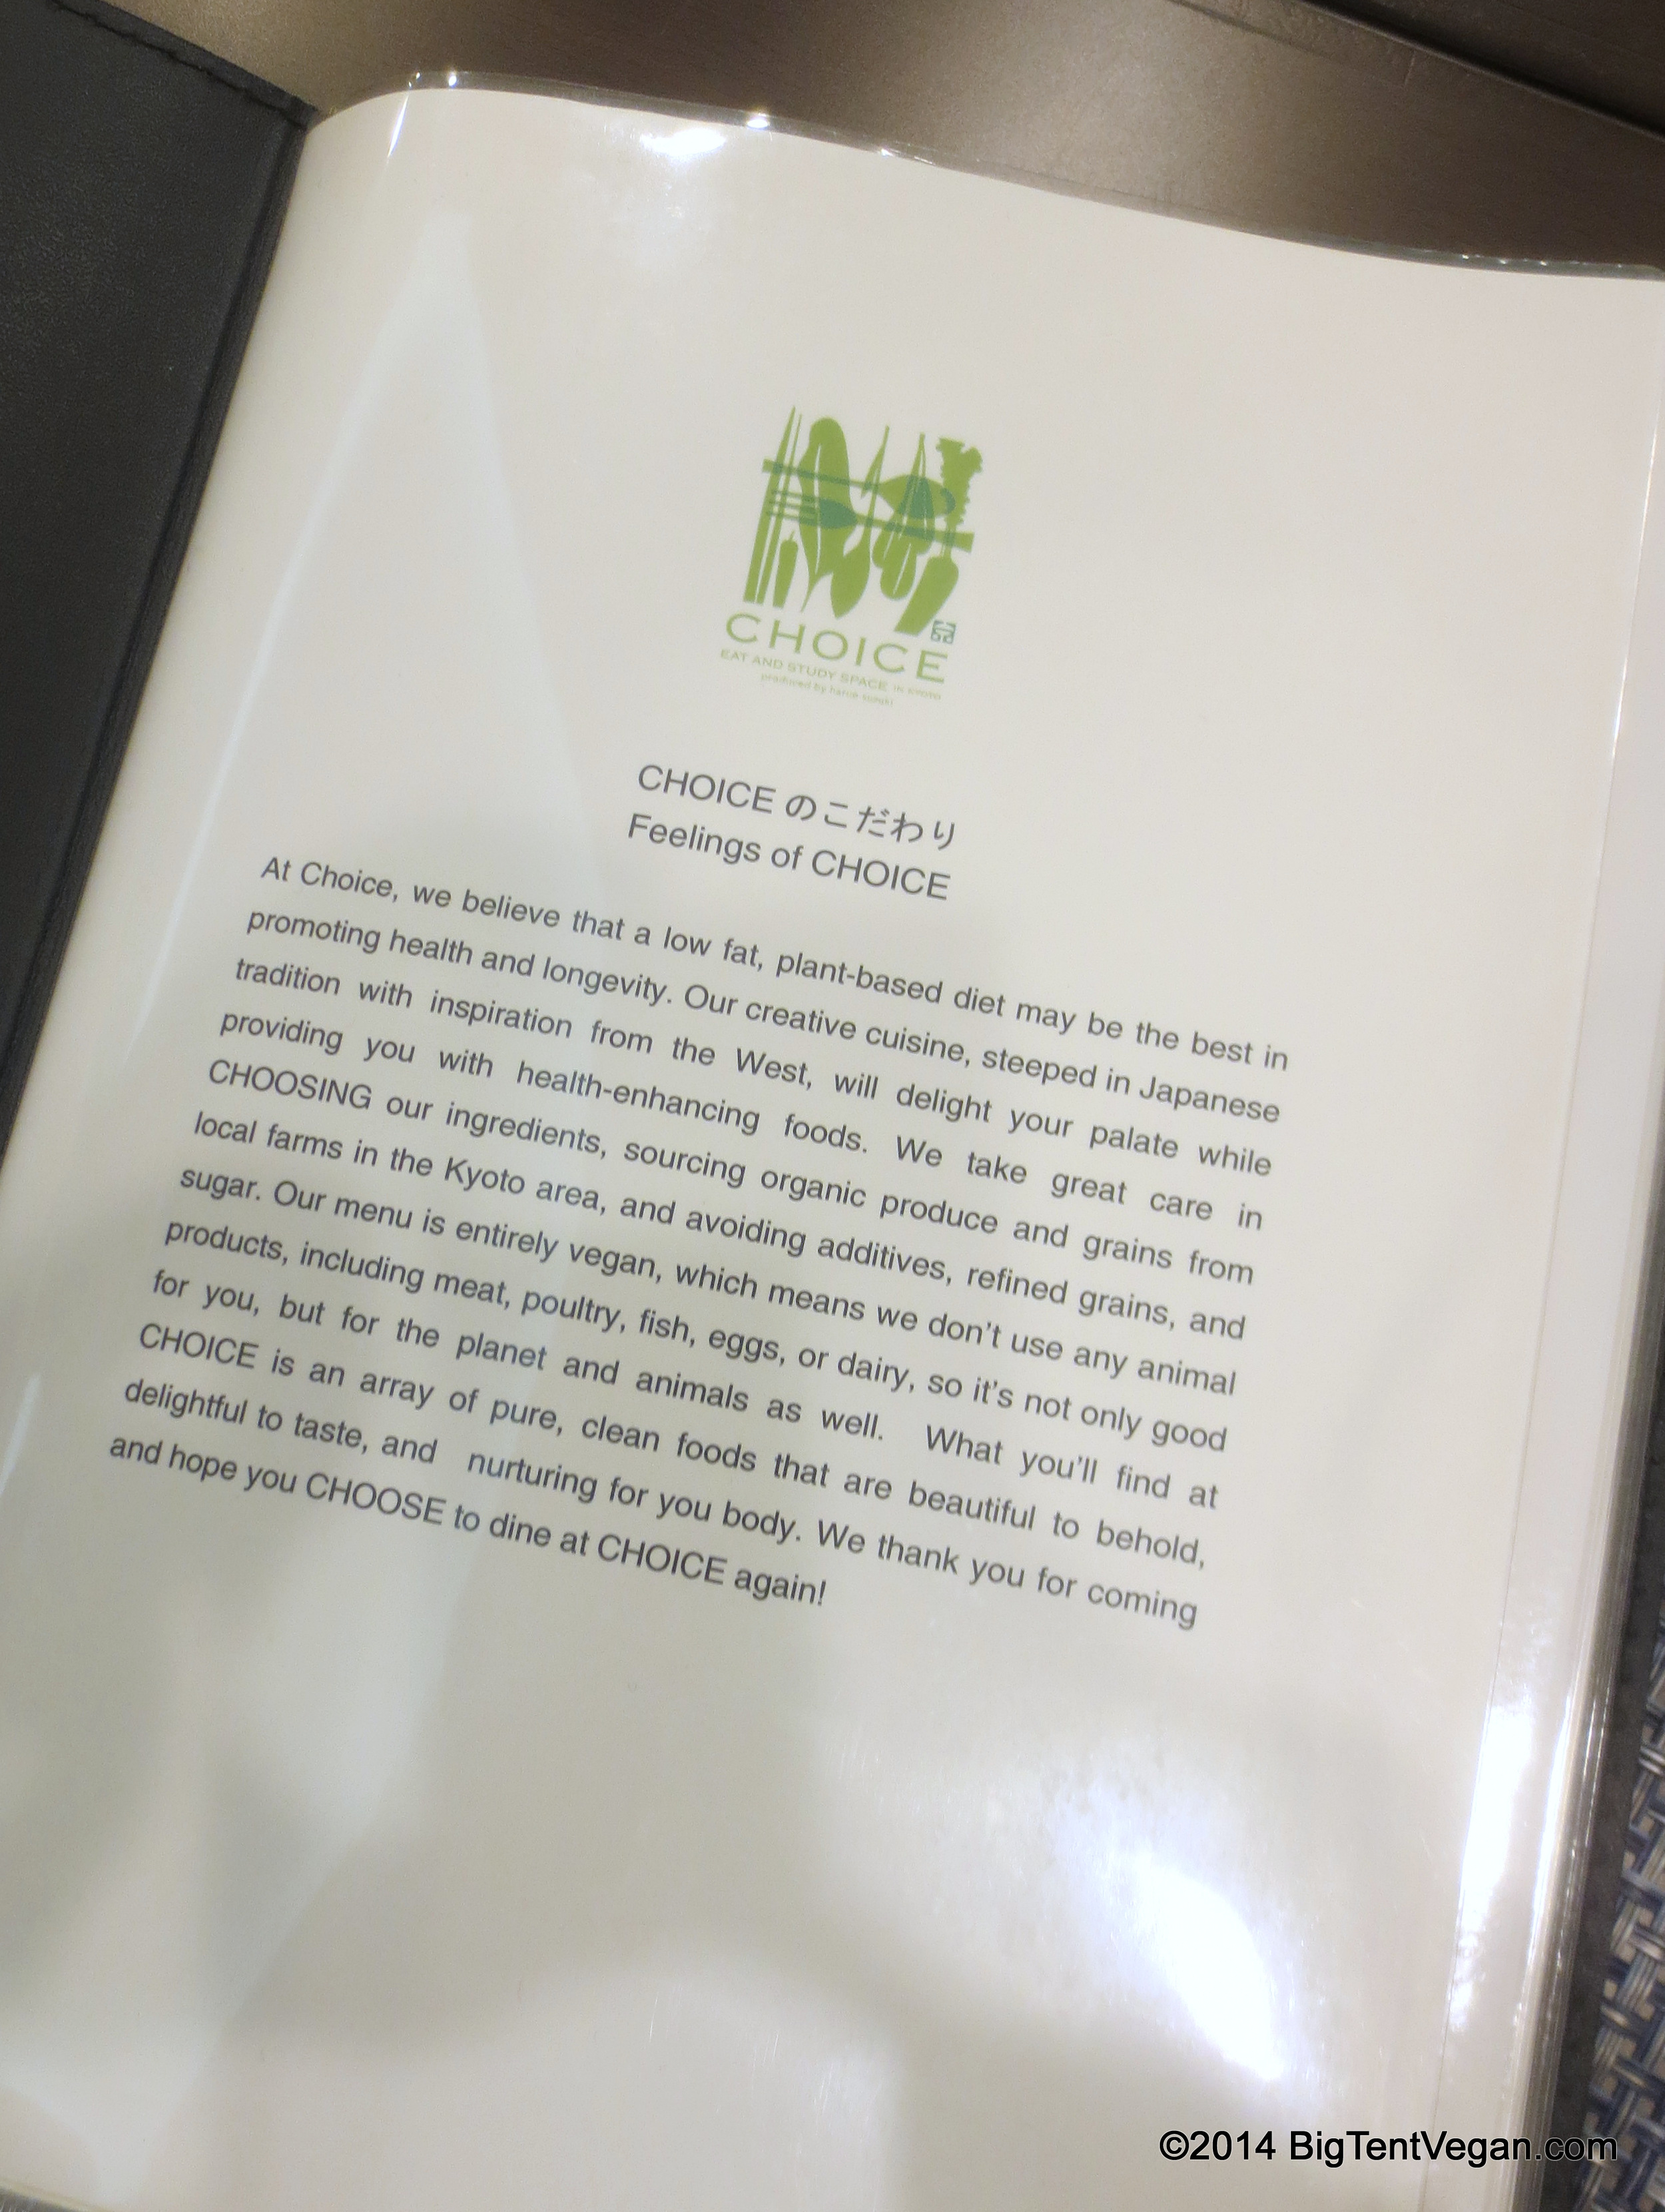 CHOICE
EAT AND STUDY SPACE IN KYOTO
produced by
CHOICE のこだわり
Feelings of CHOICE
At Choice, we believe that a low fat, plant-based diet may be the best in
promoting health and longevity. Our creative cuisine, steeped in Japanese
tradition with inspiration from the West, will delight your palate while
providing you with health-enhancing foods. We take great care in
CHOOSING our ingredients, sourcing organic produce and grains from
local farms in the Kyoto area, and avoiding additives, refined grains, and
sugar. Our menu is entirely vegan, which means we don't use any animal
products, including meat, poultry, fish, eggs, or dairy, so it's not only good
for you, but for the planet and animals as well. What you'll find at
CHOICE is an array of pure, clean foods that are beautiful to behold,
delightful to taste, and nurturing for you body. We thank you for coming
and hope you CHOOSE to dine at CHOICE again!
©2014 BigTentVegan.com